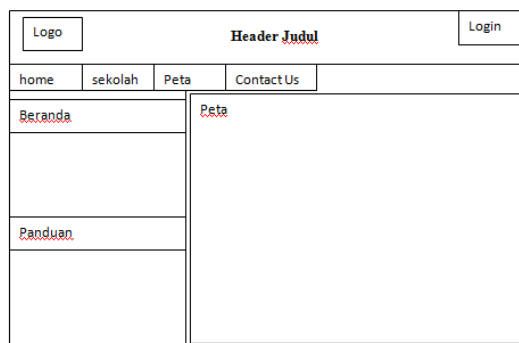 Logo
Header Judul
Login
home sekolah Peta Contact Us
Beranda
Peta
Panduan